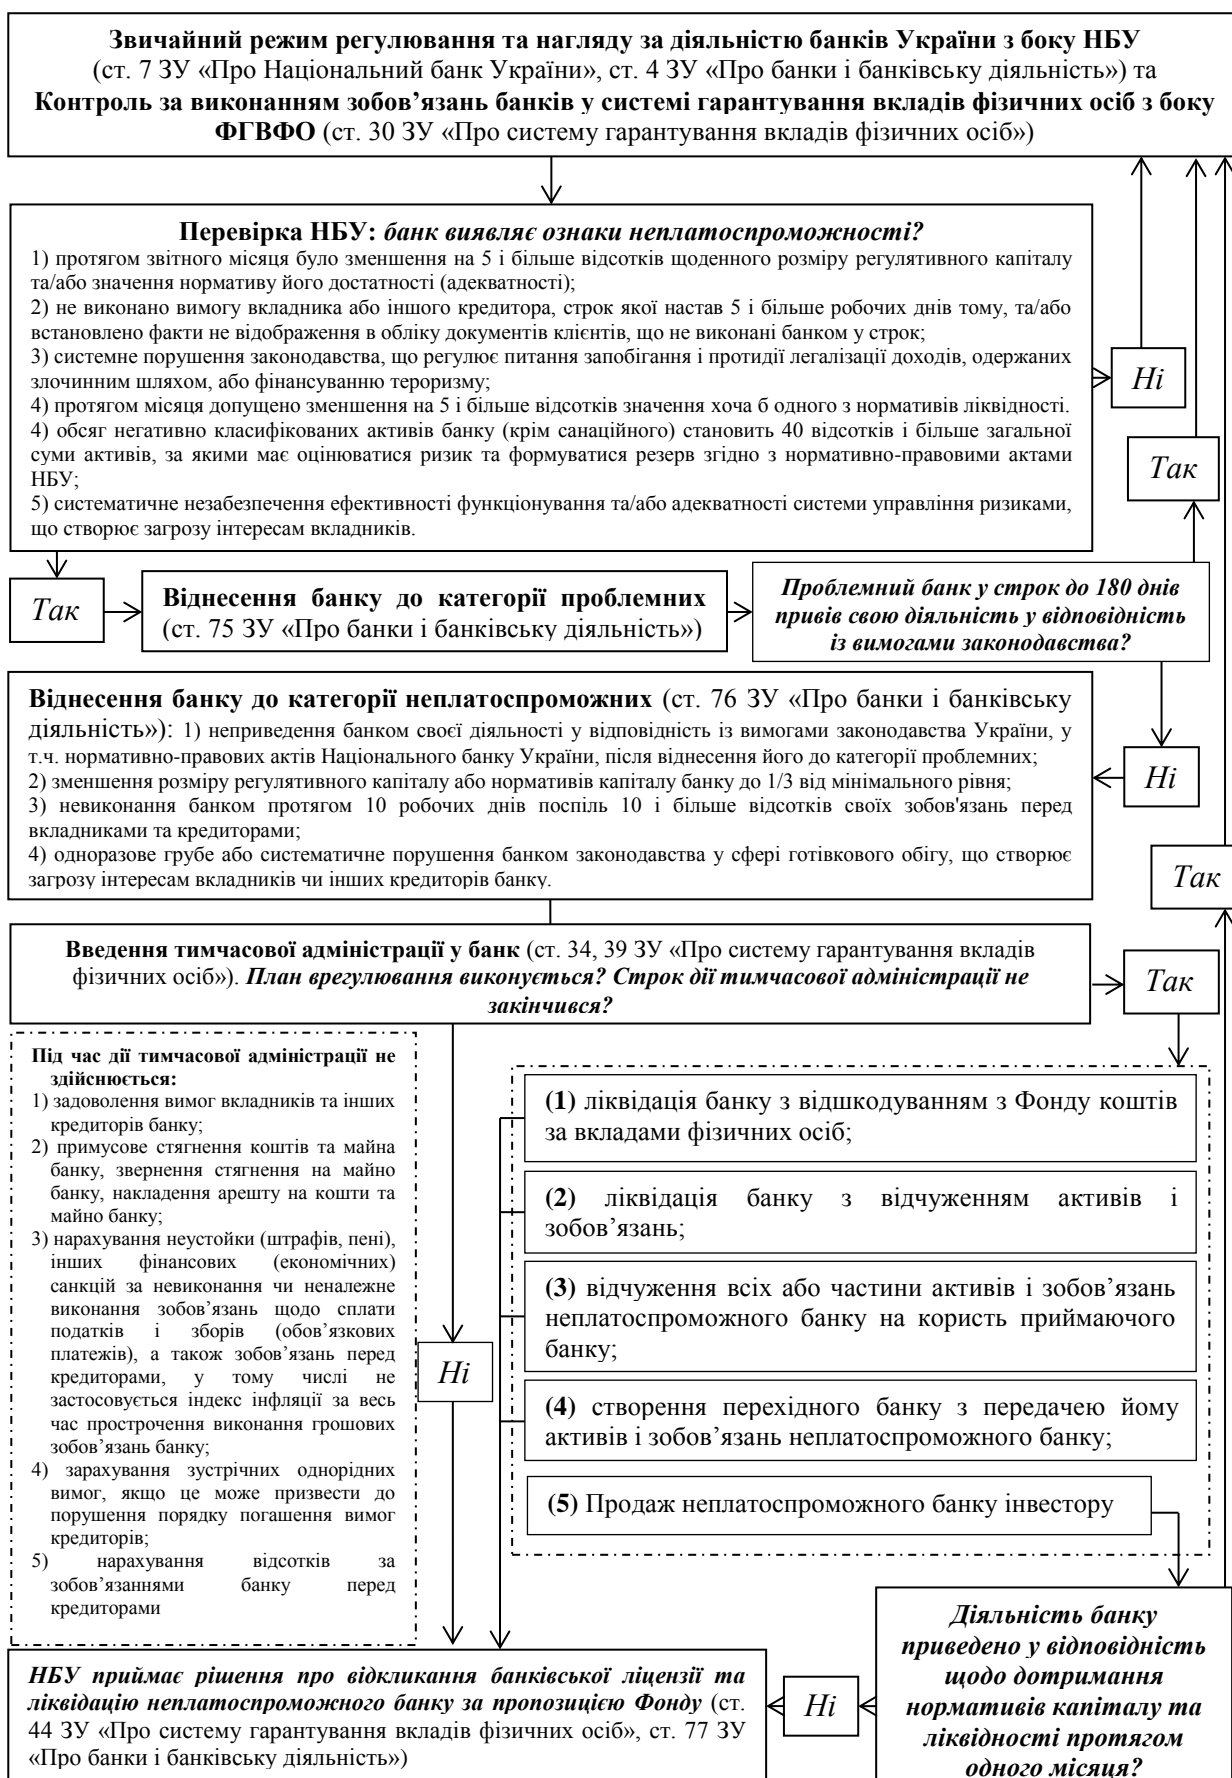 Звичайний режим регулювання та нагляду за діяльністю банків України з боку НБУ
(ст. 7 ЗУ «Про Національний банк України», ст. 4 ЗУ «Про банки і банківську діяльність») та
Контроль за виконанням зобов’язань банків у системі гарантування вкладів фізичних осіб з боку
ФГВФО (ст. 30 ЗУ «Про систему гарантування вкладів фізичних осіб»)
Перевірка НБУ: банк виявляє ознаки неплатоспроможності?
1) протягом звітного місяця було зменшення на 5 і більше відсотків щоденного розміру регулятивного капіталу
та/або значення нормативу його достатності (адекватності);
2) не виконано вимогу вкладника або іншого кредитора, строк якої настав 5 і більше робочих днів тому, та/або
встановлено факти не відображення в обліку документів клієнтів, що не виконані банком у строк;
3) системне порушення законодавства, що регулює питання запобігання і протидії легалізації доходів, одержаних
злочинним шляхом, або фінансуванню тероризму;
4) протягом місяця допущено зменшення на 5 і більше відсотків значення хоча б одного з нормативів ліквідності.
4) обсяг негативно класифікованих активів банку (крім санаційного) становить 40 відсотків і більше загальної
суми активів, за якими має оцінюватися ризик та формуватися резерв згідно з нормативно-правовими актами
НБУ;
5) систематичне незабезпечення ефективності функціонування та/або адекватності системи управління ризиками,
що створює загрозу інтересам вкладників.
Ні
Так
Так
Віднесення банку до категорії проблемних
(ст. 75 ЗУ «Про банки і банківську діяльність»)
Проблемний банк у строк до 180 днів
привів свою діяльність у відповідність
із вимогами законодавства?
Віднесення банку до категорії неплатоспроможних (ст. 76 ЗУ «Про банки і банківську
діяльність»): 1) неприведення банком своєї діяльності у відповідність із вимогами законодавства України, у
т.ч. нормативно-правових актів Національного банку України, після віднесення його до категорії проблемних;
2) зменшення розміру регулятивного капіталу або нормативів капіталу банку до 1/3 від мінімального рівня;
3) невиконання банком протягом 10 робочих днів поспіль 10 і більше відсотків своїх зобов'язань перед
вкладниками та кредиторами;
4) одноразове грубе або систематичне порушення банком законодавства у сфері готівкового обігу, що створює
загрозу інтересам вкладників чи інших кредиторів банку.
Ні
Так
Введення тимчасової адміністрації у банк (ст. 34, 39 ЗУ «Про систему гарантування вкладів
фізичних осіб»). План врегулювання виконується? Строк дії тимчасової адміністрації не
закінчився?
Так
Під час дії тимчасової адміністрації не
здійснюється:
1) задоволення вимог вкладників та інших
кредиторів банку;
2) примусове стягнення коштів та майна
банку, звернення стягнення на майно
банку, накладення арешту на кошти та
майно банку;
3) нарахування неустойки (штрафів, пені),
інших фінансових (економічних)
санкцій за невиконання чи неналежне
виконання зобов’язань щодо сплати
податків і зборів (обов’язкових
платежів), а також зобов’язань перед
кредиторами, у тому числі не
застосовується індекс інфляції за весь
час прострочення виконання грошових
зобов’язань банку;
4) зарахування зустрічних однорідних
вимог, якщо це може призвести до
порушення порядку погашення вимог
кредиторів;
5) нарахування відсотків за
зобов’язаннями банку перед
кредиторами
Ні
(1) ліквідація банку з відшкодуванням з Фонду коштів
за вкладами фізичних осіб;
(2) ліквідація банку з відчуженням активів і
зобов’язань;
(3) відчуження всіх або частини активів і зобов’язань
неплатоспроможного банку на користь приймаючого
банку;
(4) створення перехідного банку з передачею йому
активів і зобов’язань неплатоспроможного банку;
(5) Продаж неплатоспроможного банку інвестору
НБУ приймає рішення про відкликання банківської ліцензії та
ліквідацію неплатоспроможного банку за пропозицією Фонду (ст.
44 ЗУ «Про систему гарантування вкладів фізичних осіб», ст. 77 ЗУ
«Про банки і банківську діяльність»)
Ні
Діяльність банку
приведено у відповідність
щодо дотримання
нормативів капіталу та
ліквідності протягом
одного місяця?